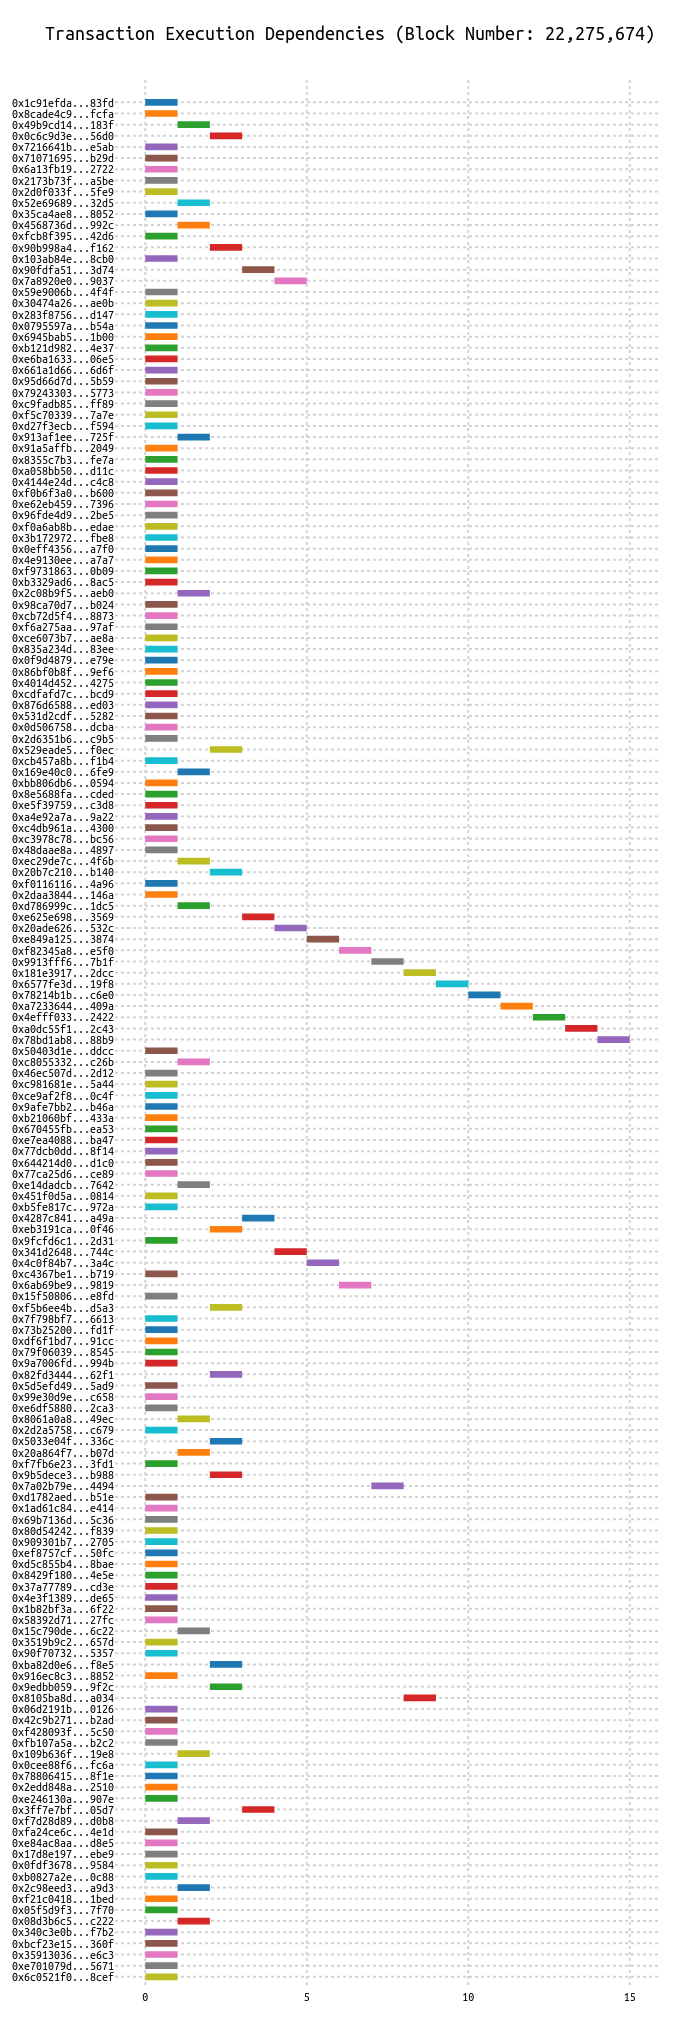 Transaction Execution Dependencies (Block Number: 22,275,674)
0x1c91efda...83fd
0x8cade4c9...fcfa
0x49b9cd14...183f
0x0c6c9d3e...56d0
0x7216641b...e5ab
0x71071695...b29d
0x6a13fb19...2722
0x2173b73f...a5be
0x2d0f033f...5fe9
0x52e69689...32d5
0x35ca4ae8...8052
0x4568736d...992c
0xfcb8f395...42d6
0x90b998a4...f162
0x103ab84e...8cb0
0x90fdfa51...3d74
0x7a8920e0...9037
0x59e9006b...4f4f
0x30474a26...ae0b
0x283f8756...d147
0x0795597a...b54a
0x6945bab5...1b00
0xb121d982...4e37
0xe6ba1633...06e5
0x661a1d66...6d6f
0x95d66d7d...5b59
0x79243303...5773
0xc9fadb85...ff89
0xf5c70339...7a7e
0xd27f3ecb...f594
0x913af1ee...725f
0x91a5affb...2049
0x8355c7b3...fe7a
0xa058bb50...d11c
0x4144e24d...c4c8
0xf0b6f3a0...b600
0xe62eb459...7396
0x96fde4d9...2be5
0xf0a6ab8b...edae
0x3b172972...fbe8
0x0eff4356...a7f0
0x4e9130ee...a7a7
0xf9731863...0b09
0xb3329ad6...8ac5
0x2c08b9f5...aeb0
0x98ca70d7...b024
0xcb72d5f4...8873
0xf6a275aa...97af
0xce6073b7...ae8a
0x835a234d...83ee
0x0f9d4879...e79e
0x86bf0b8f...9ef6
0x4014d452...4275
0xcdfafd7c...bcd9
0x876d6588...ed03
0x531d2cdf...5282
0x0d506758...dcba
0x2d6351b6...c9b5
0x529eade5...f0ec
0xcb457a8b...f1b4
0x169e40c0...6fe9
0xbb806db6...0594
0x8e5688fa...cded
0xe5f39759...c3d8
0xa4e92a7a...9a22
0xc4db961a...4300
0xc3978c78...bc56
0x48daae8a...4897
0xec29de7c...4f6b
0x20b7c210...b140
0xf0116116...4a96
0x2daa3844...146a
0xd786999c...1dc5
0xe625e698...3569
0x20ade626...532c
0xe849a125...3874
0xf82345a8...e5f0
0x9913fff6...7b1f
0x181e3917...2dcc
0x6577fe3d...19f8
0x78214b1b...c6e0
0xa7233644...409a
0x4efff033...2422
0xa0dc55f1...2c43
0x78bd1ab8...88b9
0x50403d1e...ddcc
0xc8055332...c26b
0x46ec507d...2d12
0xc981681e...5a44
0xce9af2f8...0c4f
0x9afe7bb2...b46a
0xb21060bf...433a
0x670455fb...ea53
0xe7ea4088...ba47
0x77dcb0dd...8f14
0x644214d0...d1c0
0x77ca25d6...ce89
0xe14dadcb...7642
0x451f0d5a...0814
0xb5fe817c...972a
0x4287c841...a49a
0xeb3191ca...0f46
0x9fcfd6c1...2d31
0x341d2648...744c
0x4c0f84b7...3a4c
0xc4367be1...b719
0x6ab69be9...9819
0x15f50806...e8fd
0xf5b6ee4b...d5a3
0x7f798bf7...6613
0x73b25200...fd1f
0xdf6f1bd7...91cc
0x79f06039...8545
0x9a7006fd...994b
0x82fd3444...62f1
0x5d5efd49...5ad9
0x99e30d9e...c658
0xe6df5880...2ca3
0x8061a0a8...49ec
0x2d2a5758...c679
0x5033e04f...336c
0x20a864f7...b07d
0xf7fb6e23...3fd1
0x9b5dece3...b988
0x7a02b79e...4494
0xd1782aed...b51e
0x1ad61c84...e414
0x69b7136d...5c36
0x80d54242...f839
0x909301b7...2705
0xef8757cf...50fc
0xd5c855b4...8bae
0x8429f180...4e5e
0x37a77789...cd3e
0x4e3f1389...de65
0x1b82bf3a...6f22
0x58392d71...27fc
0x15c790de...6c22
0x3519b9c2...657d
0x90f70732...5357
0xba82d0e6...f8e5
0x916ec8c3...8852
0x9edbb059...9f2c
0x8105ba8d...a034
0x06d2191b...0126
0x42c9b271...b2ad
0xf428093f...5c50
0xfb107a5a...b2c2
0x109b636f...19e8
0x0cee88f6...fc6a
0x78806415...8f1e
0x2edd848a...2510
0xe246130a...907e
0x3ff7e7bf...05d7
0xf7d28d89...d0b8
0xfa24ce6c...4e1d
0xe84ac8aa...d8e5
0x17d8e197...ebe9
0x0fdf3678...9584
0xb0827a2e...0c88
0x2c98eed3...a9d3
0xf21c0418...1bed
0x05f5d9f3...7f70
0x08d3b6c5...c222
0x340c3e0b...f7b2
0xbcf23e15...360f
0x35913036...e6c3
0xe701079d...5671
0x6c0521f0...8cef
0 5 10 15